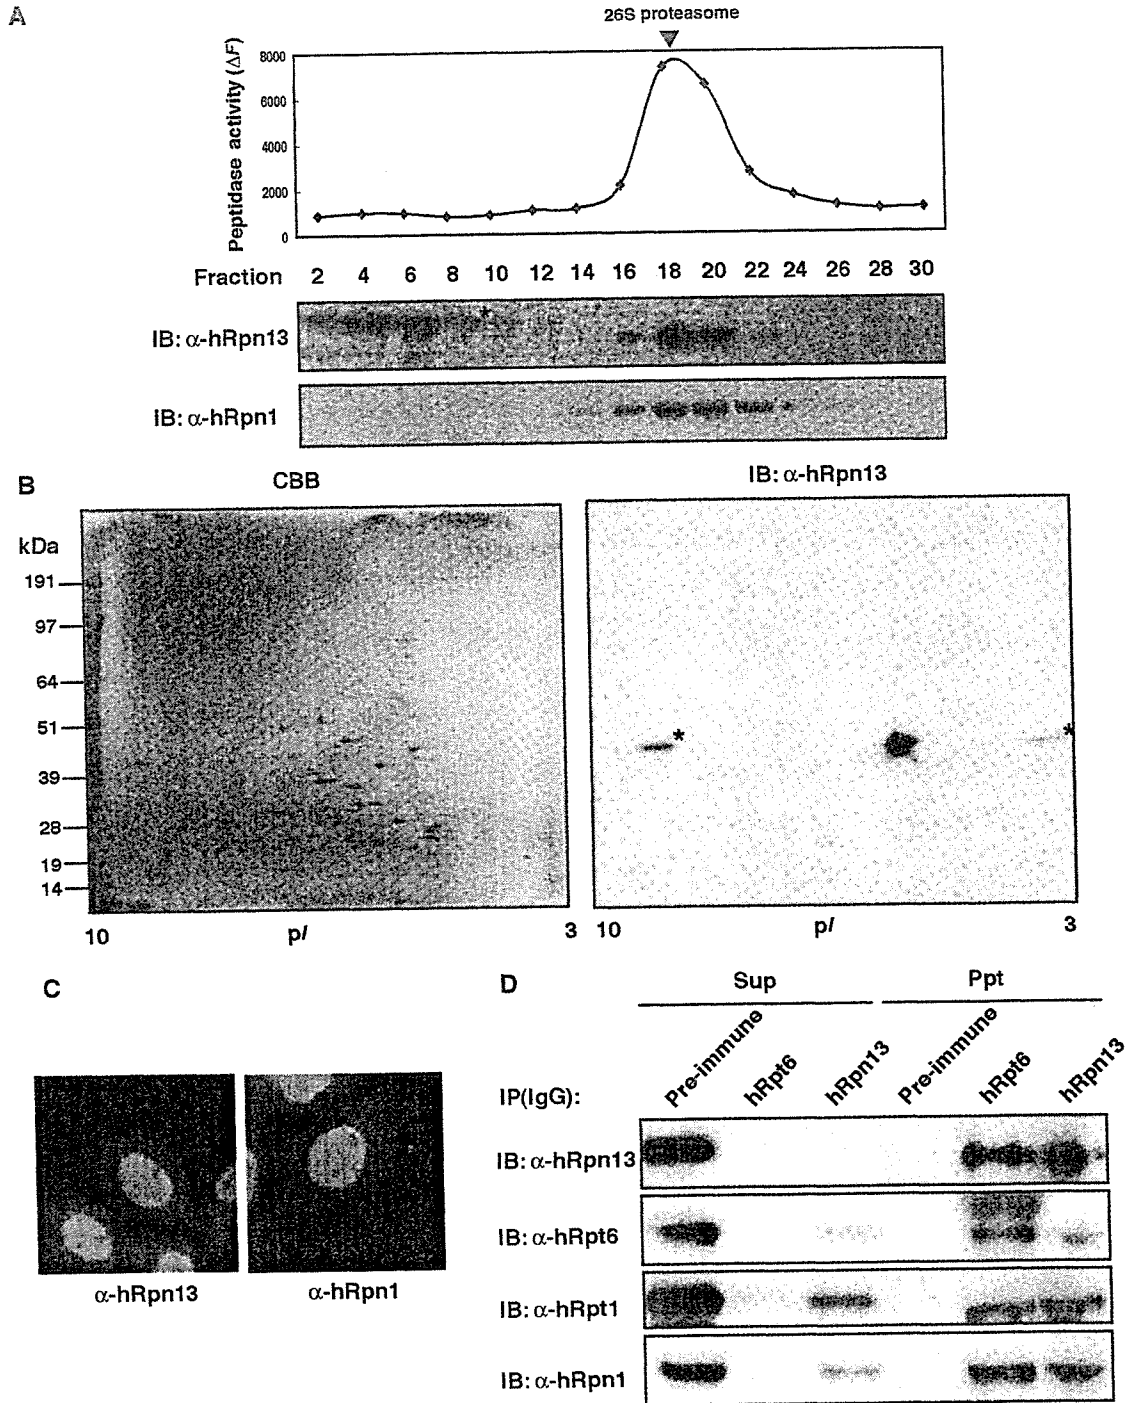 A
26S proteasome
Peptidase activity (ΔF)
8000
6000
4000
2000
0
Fraction 2 4 6 8 10 12 14 16 18 20 22 24 26 28 30
*
IB: α-hRpn13
IB: α-hRpn1
B
CBB
IB: α-hRpn13
kDa
191
97
64
51
39
28
19
14
* *
10 pI 3
10 pI 3
C
α-hRpn13
α-hRpn1
D
Sup Ppt
IP(IgG): Pre-immune hRpt6 hRpn13 Pre-immune hRpt6 hRpn13
IB: α-hRpn13
IB: α-hRpt6
IB: α-hRpt1
IB: α-hRpn1